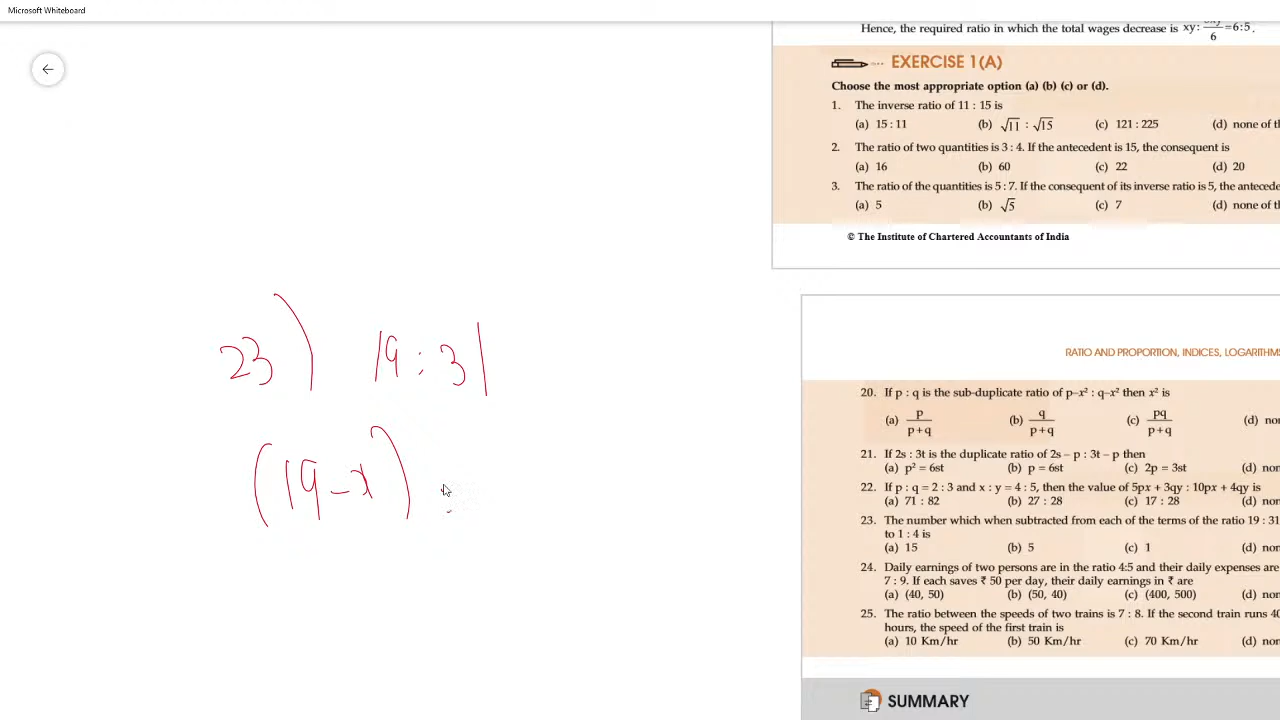 Microsoft Whiteboard
Hence, the required ratio in which the total wages decrease is xy: 5xy/6 =6:5.
EXERCISE 1(A)
Choose the most appropriate option (a) (b) (c) or (d).
1. The inverse ratio of 11 : 15 is
(a) 15 : 11 (b) √11 : √15 (c) 121 : 225 (d) none of
2. The ratio of two quantities is 3 : 4. If the antecedent is 15, the consequent is
(a) 16 (b) 60 (c) 22 (d) 20
3. The ratio of the quantities is 5 : 7. If the consequent of its inverse ratio is 5, the
(a) 5 (b) √5 (c) 7 (d) none of
© The Institute of Chartered Accountants of India
23) 19 : 31
(19 - x) :
RATIO AND PROPORTION, INDICES, LOGARITHMS
20. If p : q is the sub-duplicate ratio of p–x² : q–x² then x² is
(a) p/p+q (b) q/p+q (c) pq/p+q (d)
21. If 2s : 3t is the duplicate ratio of 2s – p : 3t – p then
(a) p² = 6st (b) p = 6st (c) 2p = 3st (d)
22. If p : q = 2 : 3 and x : y = 4 : 5, then the value of 5px + 3qy : 10px + 4qy is
(a) 71 : 82 (b) 27 : 28 (c) 17 : 28 (d)
23. The number which when subtracted from each of the terms of the ratio 19 : 31
to 1 : 4 is
(a) 15 (b) 5 (c) 1 (d)
24. Daily earnings of two persons are in the ratio 4:5 and their daily expenses are
7 : 9. If each saves ₹ 50 per day, their daily earnings in ₹ are
(a) (40, 50) (b) (50, 40) (c) (400, 500) (d)
25. The ratio between the speeds of two trains is 7 : 8. If the second train runs
hours, the speed of the first train is
(a) 10 Km/hr (b) 50 Km/hr (c) 70 Km/hr (d)
SUMMARY